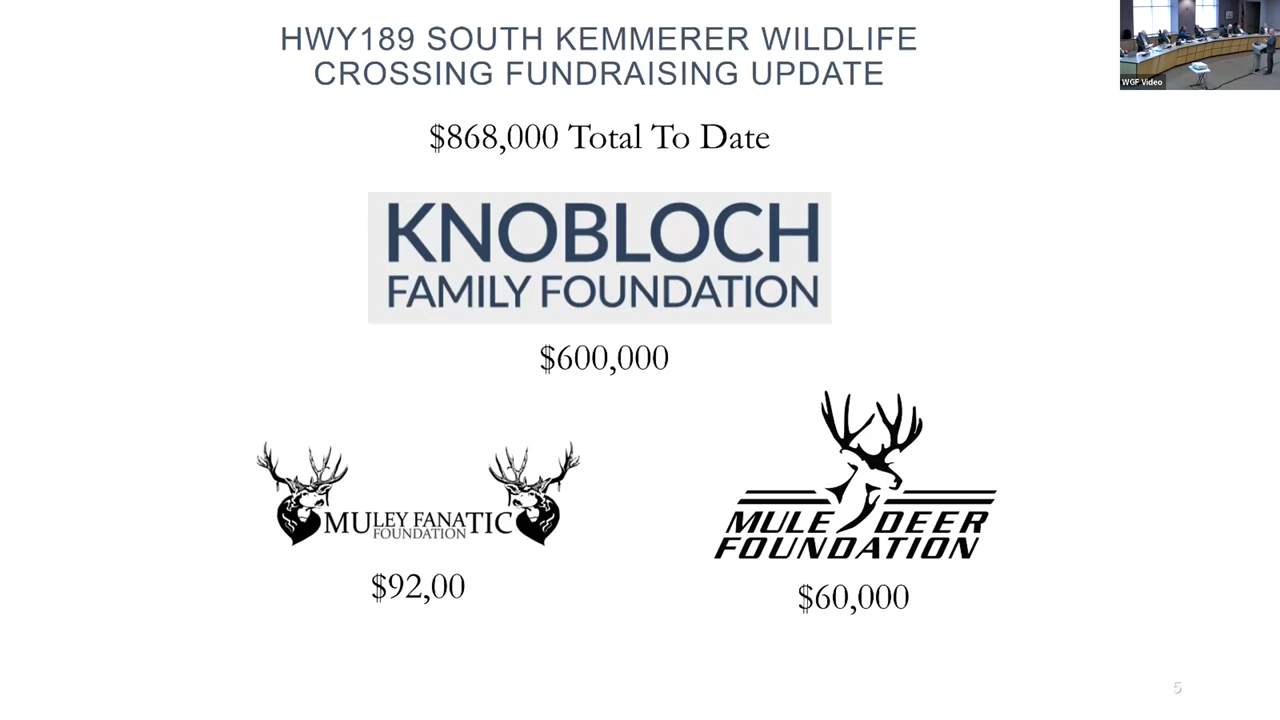 HWY189 SOUTH KEMMERER WILDLIFE
CROSSING FUNDRAISING UPDATE
WGF Video
$868,000 Total To Date
KNOBLOCH
FAMILY FOUNDATION
$600,000
MULEY FANATIC
FOUNDATION
$92,00
MULE DEER
FOUNDATION
$60,000
5